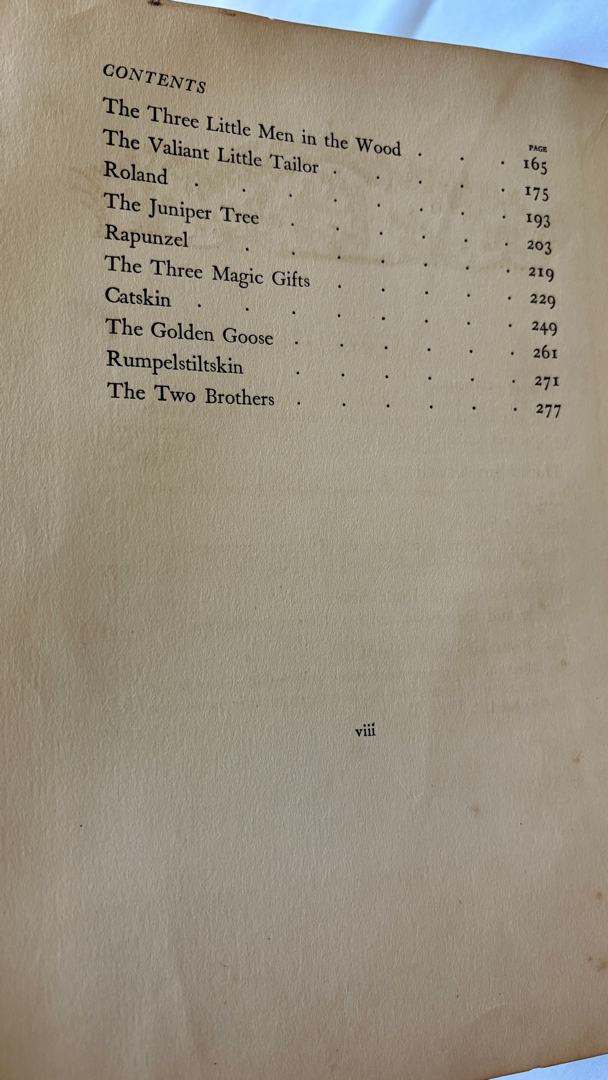 CONTENTS
PAGE
The Three Little Men in the Wood . . . 165
The Valiant Little Tailor . . . . . 175
Roland . . . . . . . . 193
The Juniper Tree . . . . . . 203
Rapunzel . . . . . . . 219
The Three Magic Gifts . . . . . 229
Catskin . . . . . . . . 249
The Golden Goose . . . . . . 261
Rumpelstiltskin . . . . . . 271
The Two Brothers . . . . . . 277
viii